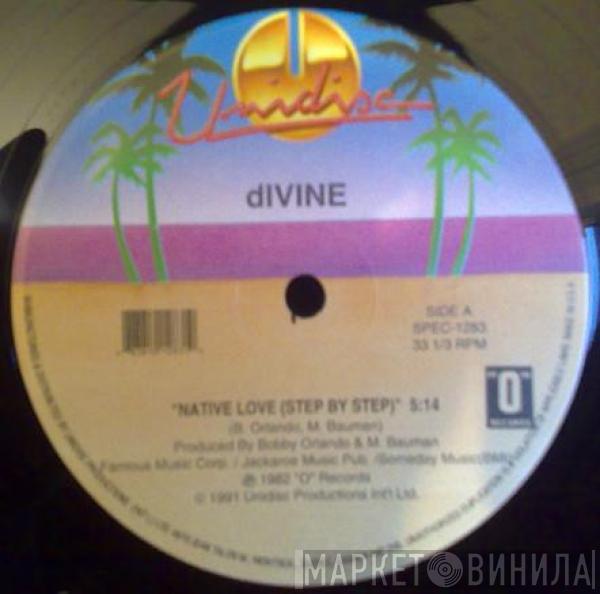 Unidisc
dIVINE
SIDE A
SPEC-1283
33 1/3 RPM
"O"
RECORDS
"NATIVE LOVE (STEP BY STEP)" 5:14
(B. Orlando, M. Bauman)
Produced By Bobby Orlando & M. Bauman
Famous Music Corp. / Jackaroe Music Pub. /Someday Music(BMI)
℗ 1982 "O" Records
© 1991 Unidisc Productions Int'l Ltd.
МАРКЕТ ВИНИЛА